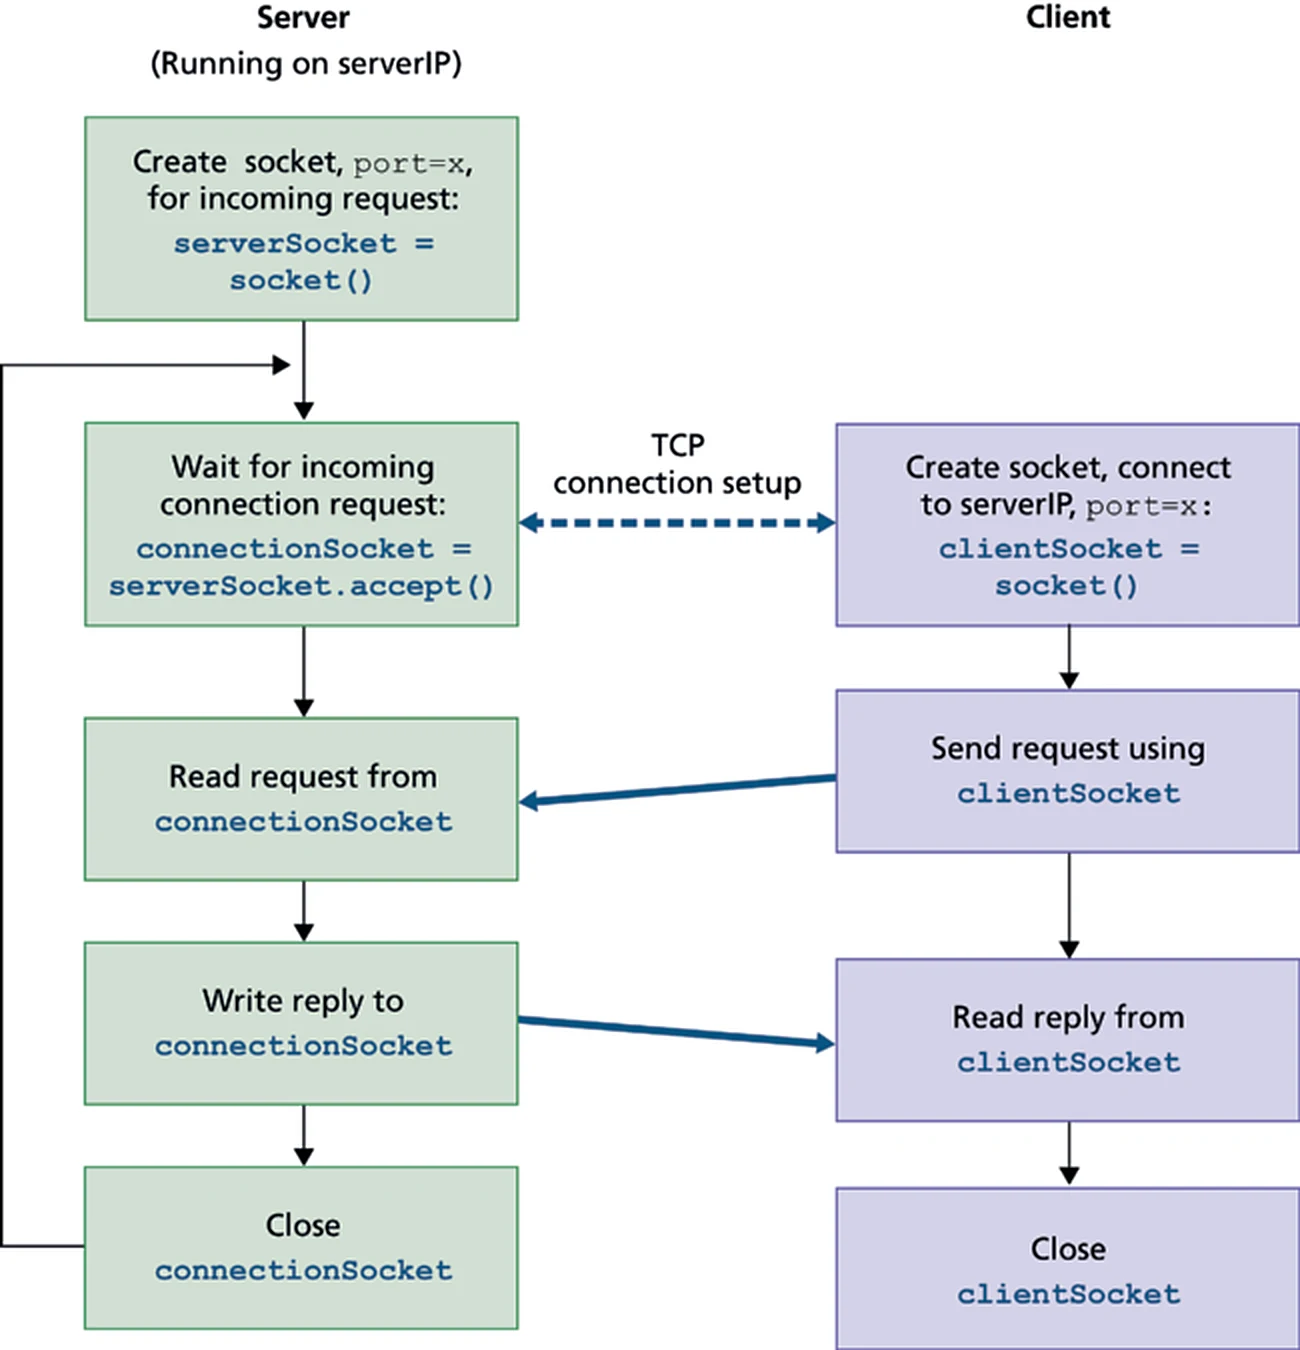 Server
(Running on serverIP)
Create socket, port=x,
for incoming request:
serverSocket =
socket()
Wait for incoming
connection request:
connectionSocket =
serverSocket.accept()
Read request from
connectionSocket
Write reply to
connectionSocket
Close
connectionSocket
TCP
connection setup
Client
Create socket, connect
to serverIP, port=x:
clientSocket =
socket()
Send request using
clientSocket
Read reply from
clientSocket
Close
clientSocket